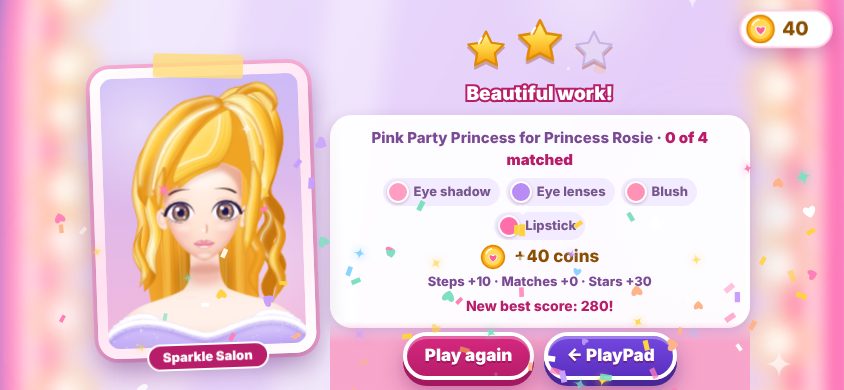 40
Beautiful work!
Pink Party Princess for Princess Rosie · 0 of 4
matched
Eye shadow
Eye lenses
Blush
Lipstick
+40 coins
Steps +10 · Matches +0 · Stars +30
New best score: 280!
Sparkle Salon
Play again
← PlayPad